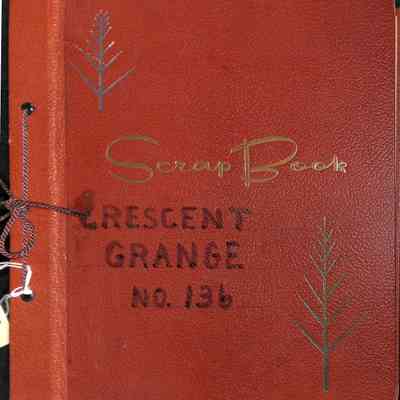 Scrap Book
CRESCENT
GRANGE
NO. 136